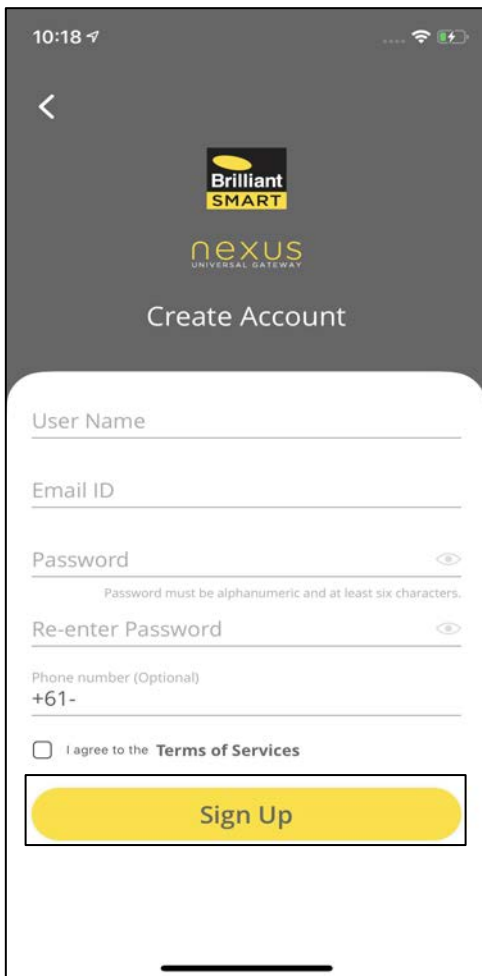 10:18
Brilliant
SMART
nexus
UNIVERSAL GATEWAY
Create Account
User Name
Email ID
Password
Password must be alphanumeric and at least six characters.
Re-enter Password
Phone number (Optional)
+61-
I agree to the Terms of Services
Sign Up